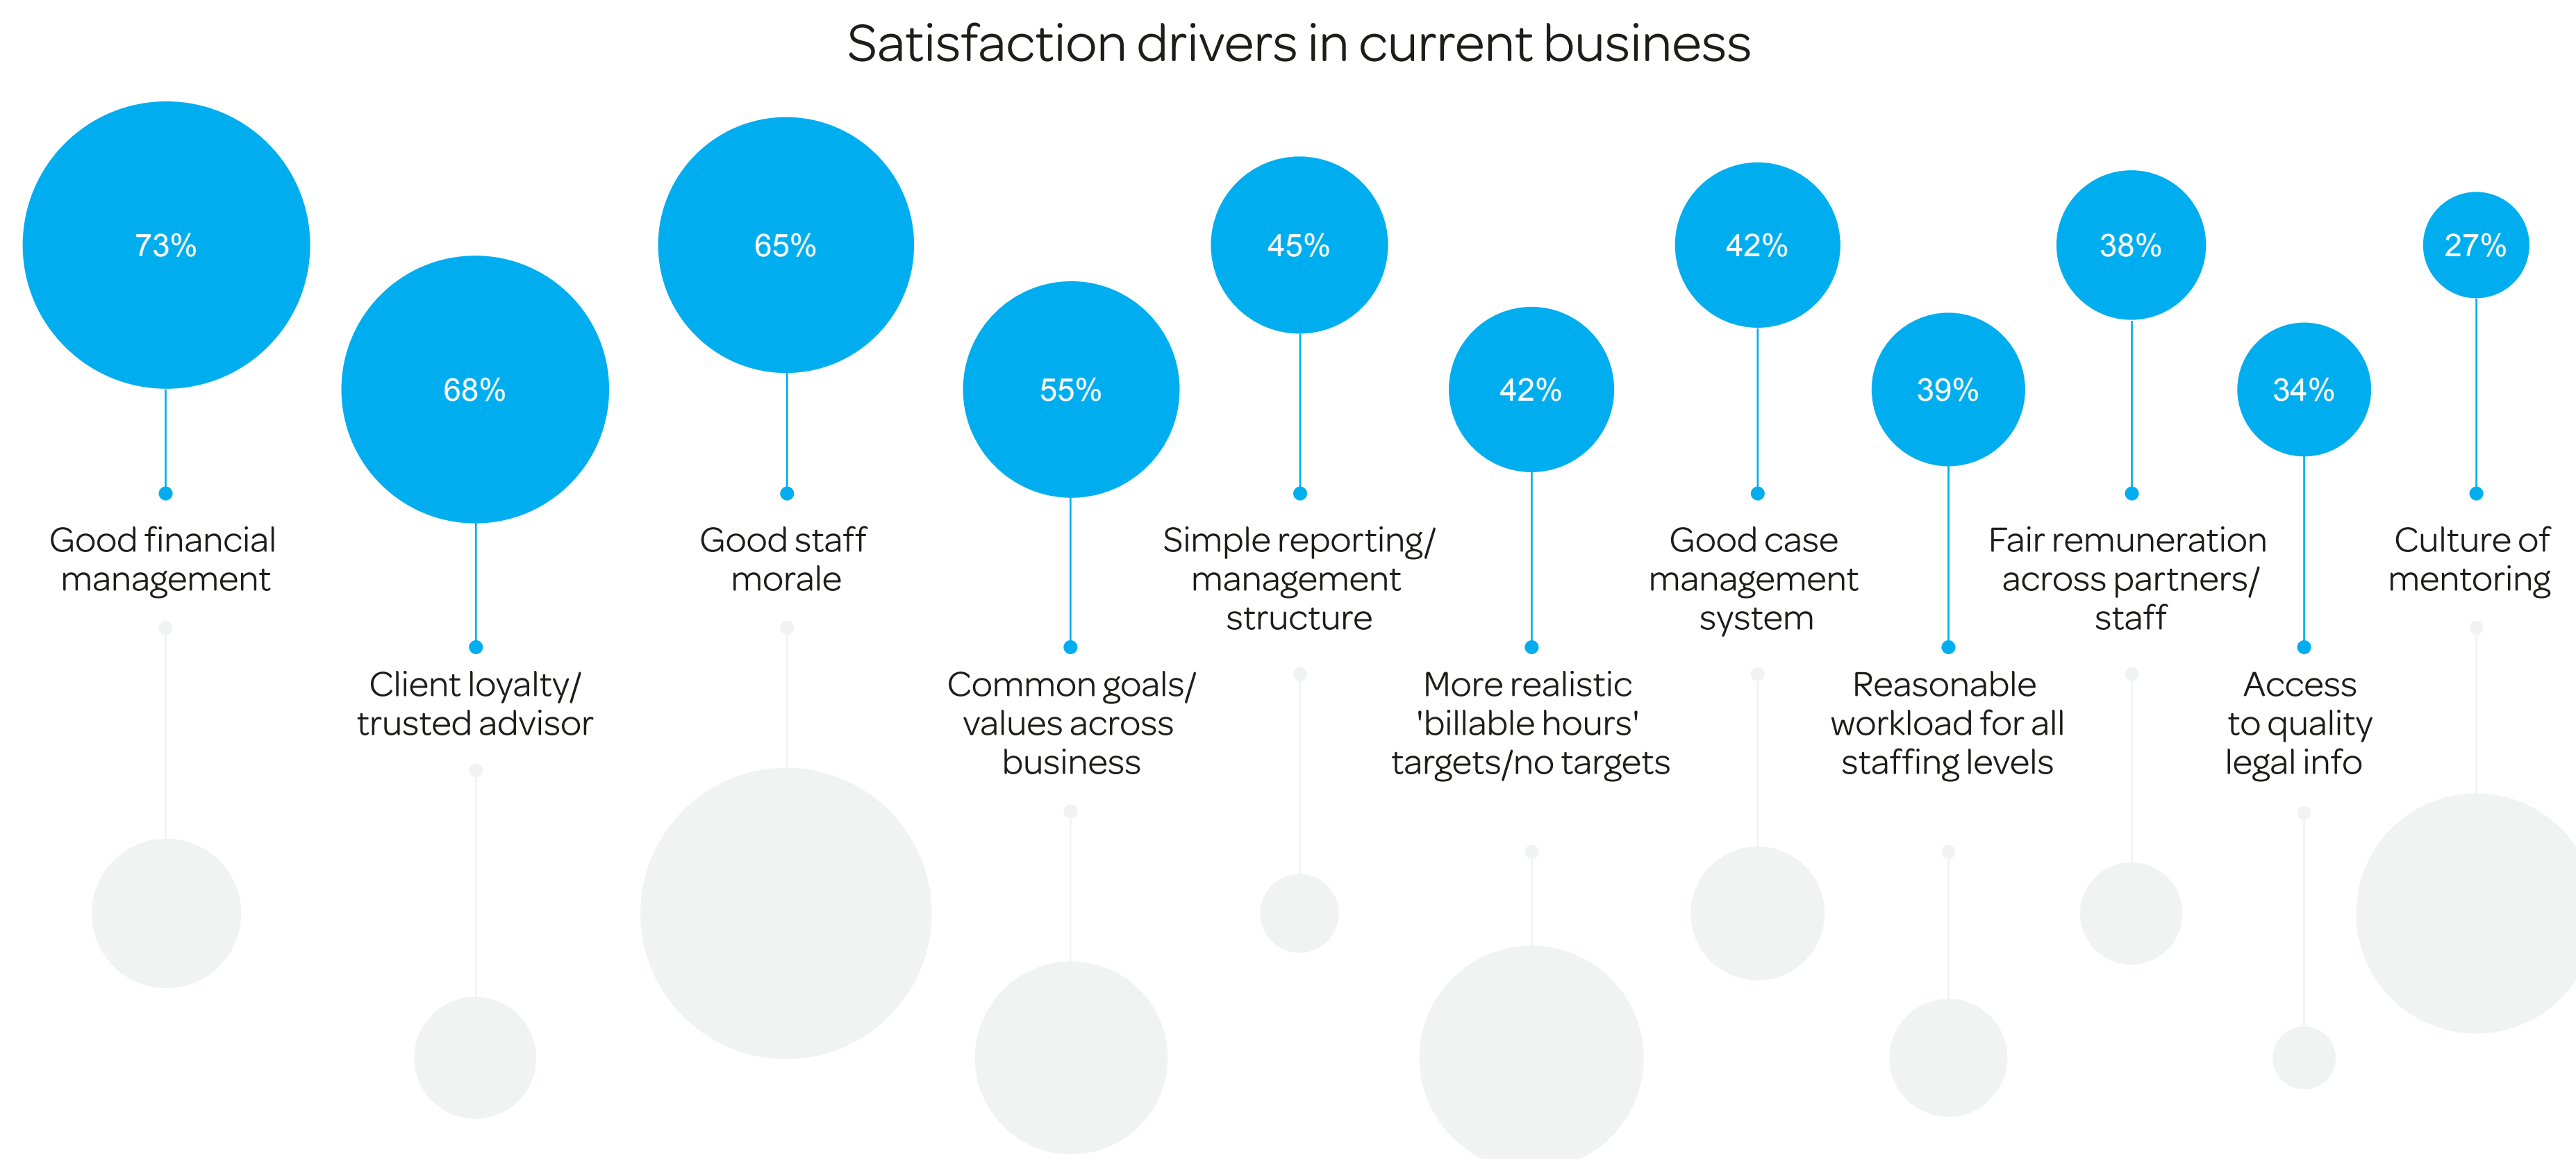 Satisfaction drivers in current business
73%
Good financial
management
68%
Client loyalty/
trusted advisor
65%
Good staff
morale
55%
Common goals/
values across
business
45%
Simple reporting/
management
structure
42%
More realistic
'billable hours'
targets/no targets
42%
Good case
management
system
39%
Reasonable
workload for all
staffing levels
38%
Fair remuneration
across partners/
staff
34%
Access
to quality
legal info
27%
Culture of
mentoring